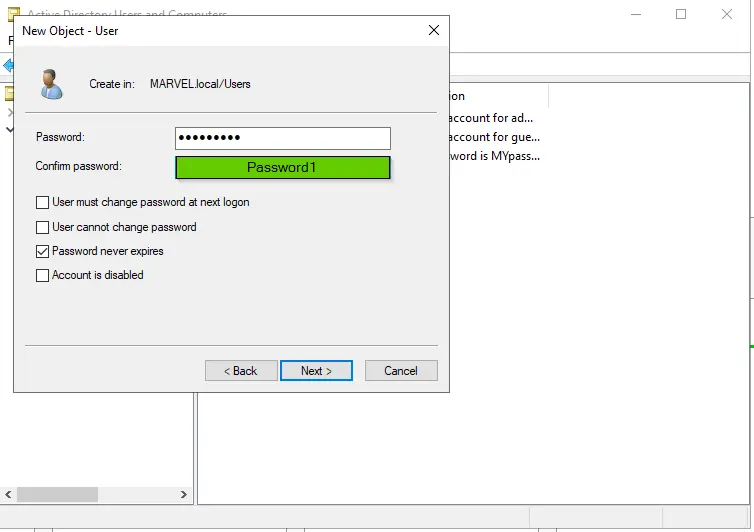 Active Directory Users and Computers
New Object - User
Create in: MARVEL.local/Users
Password: •••••••••
Confirm password: Password1
User must change password at next logon
User cannot change password
Password never expires
Account is disabled
< Back Next > Cancel
ion
account for ad...
account for gue...
word is MYpass...